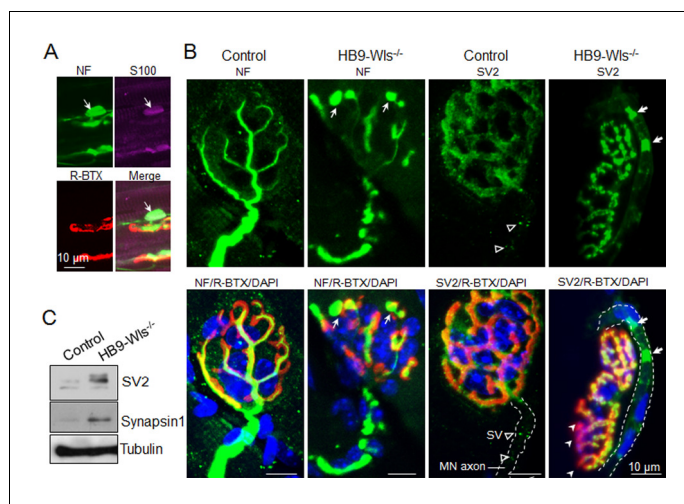 A
NF
S100
R-BTX
Merge
10 μm
B
Control
HB9-Wls-/-
Control
HB9-Wls-/-
NF
NF
SV2
SV2
NF/R-BTX/DAPI
NF/R-BTX/DAPI
SV2/R-BTX/DAPI
SV2/R-BTX/DAPI
SV
MN axon
10 μm
C
Control
HB9-Wls-/-
SV2
Synapsin1
Tubulin